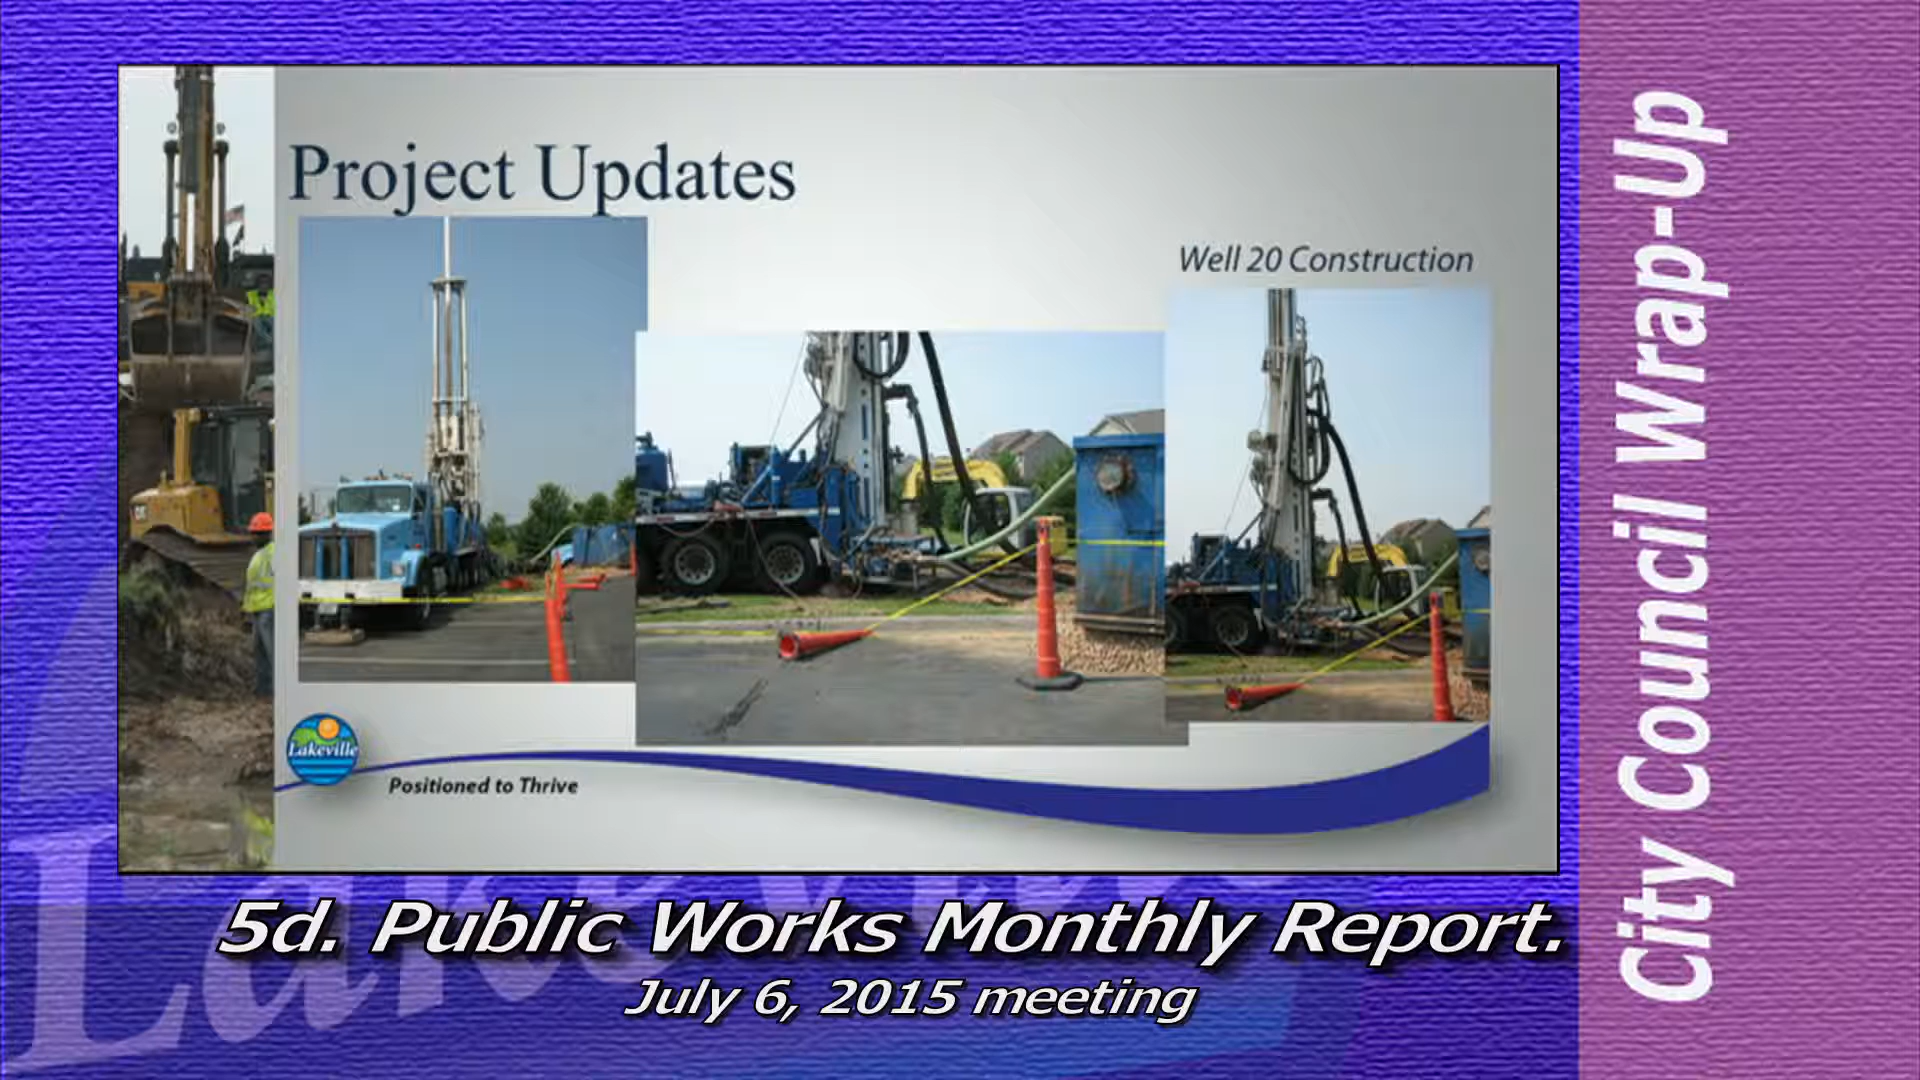 Project Updates
Well 20 Construction
Lakeville
Positioned to Thrive
Lakeville
5d. Public Works Monthly Report.
July 6, 2015 meeting
City Council Wrap-Up